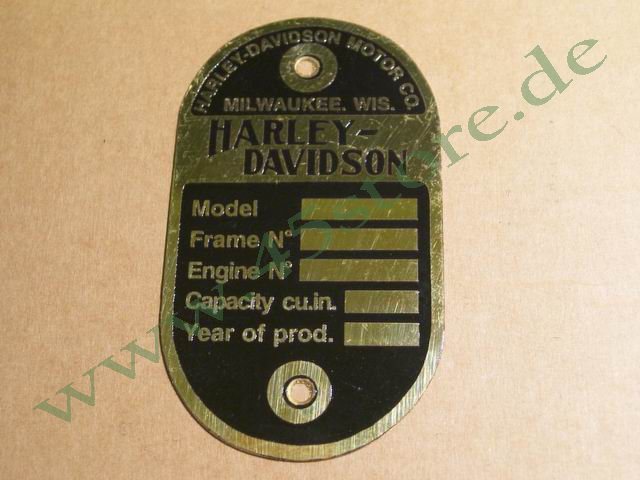 HARLEY-DAVIDSON MOTOR CO.
MILWAUKEE. WIS.
HARLEY-
DAVIDSON
Model
Frame N°
Engine N°
Capacity cu.in.
Year of prod.
www.45store.de